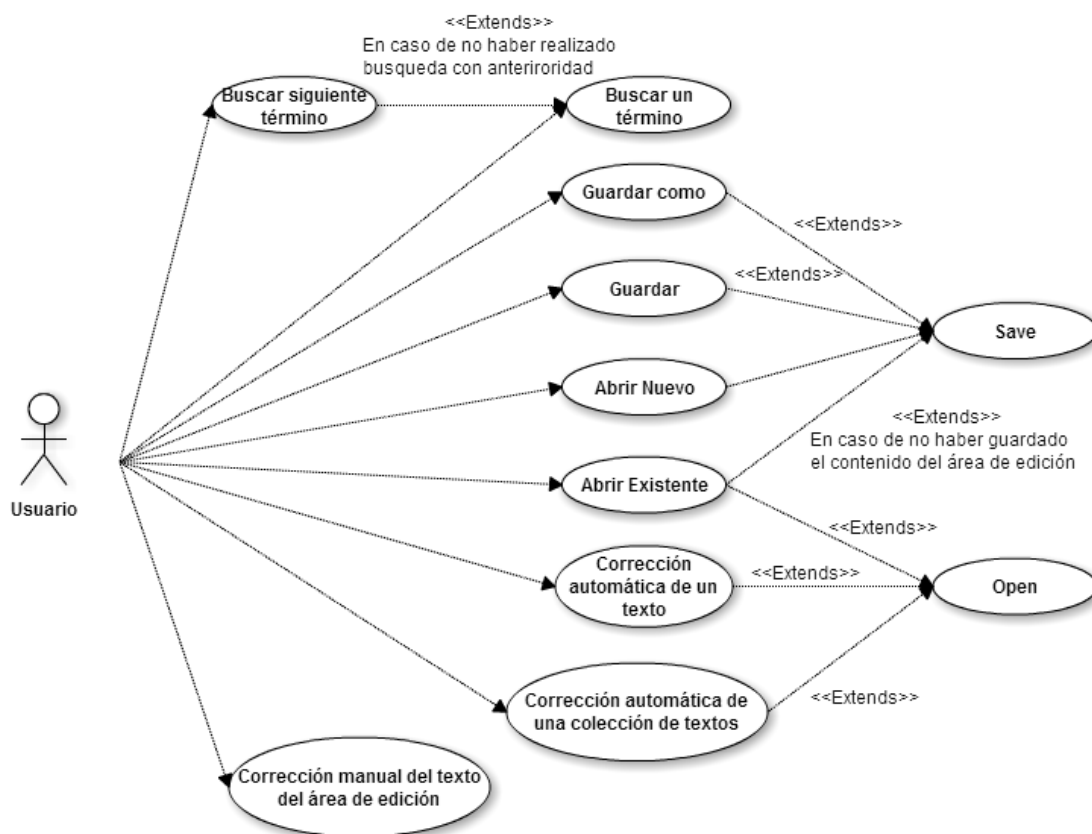 <<Extends>>
En caso de no haber realizado
busqueda con anteriroridad
Buscar siguiente
término
Buscar un
término
Guardar como
<<Extends>>
<<Extends>>
Guardar
Save
Abrir Nuevo
<<Extends>>
En caso de no haber guardado
el contenido del área de edición
Abrir Existente
Usuario
<<Extends>>
Corrección
automática de un
texto
<<Extends>>
Open
Corrección automática de
una colección de textos
<<Extends>>
Corrección manual del texto
del área de edición